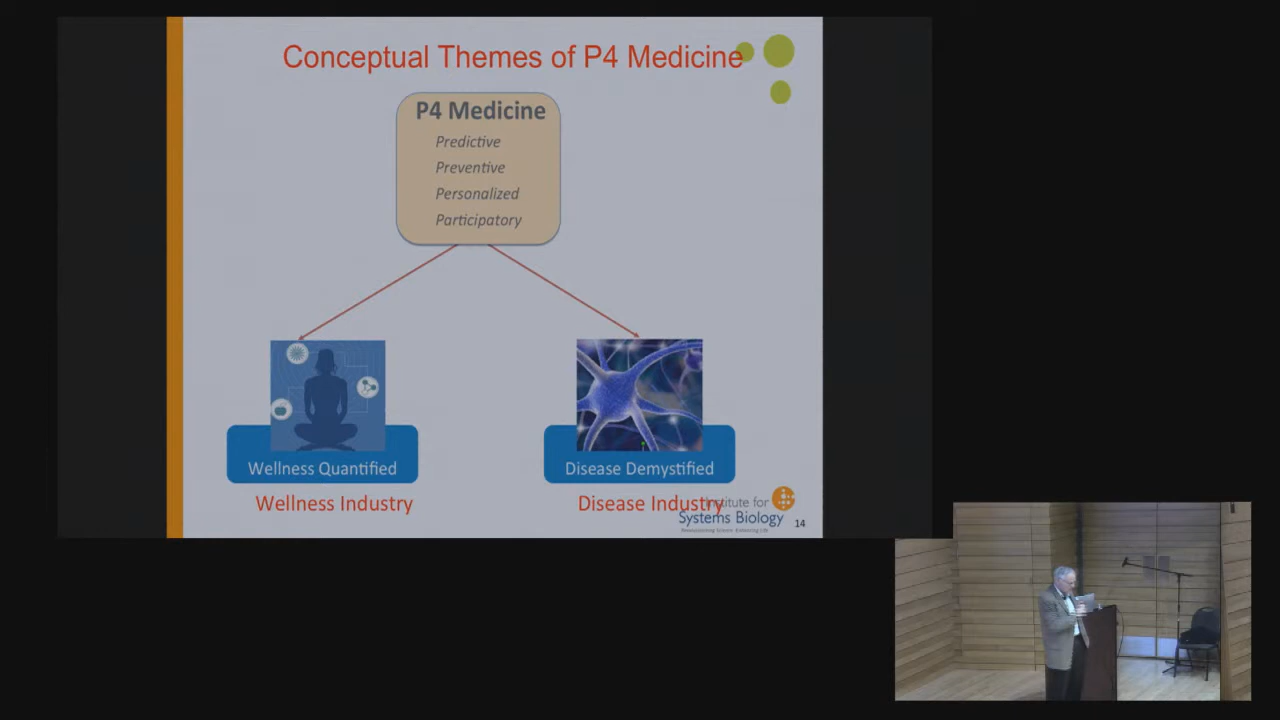 Conceptual Themes of P4 Medicine
P4 Medicine
Predictive
Preventive
Personalized
Participatory
Wellness Quantified
Wellness Industry
Disease Demystified
Disease Industry
Institute for
Systems Biology
14